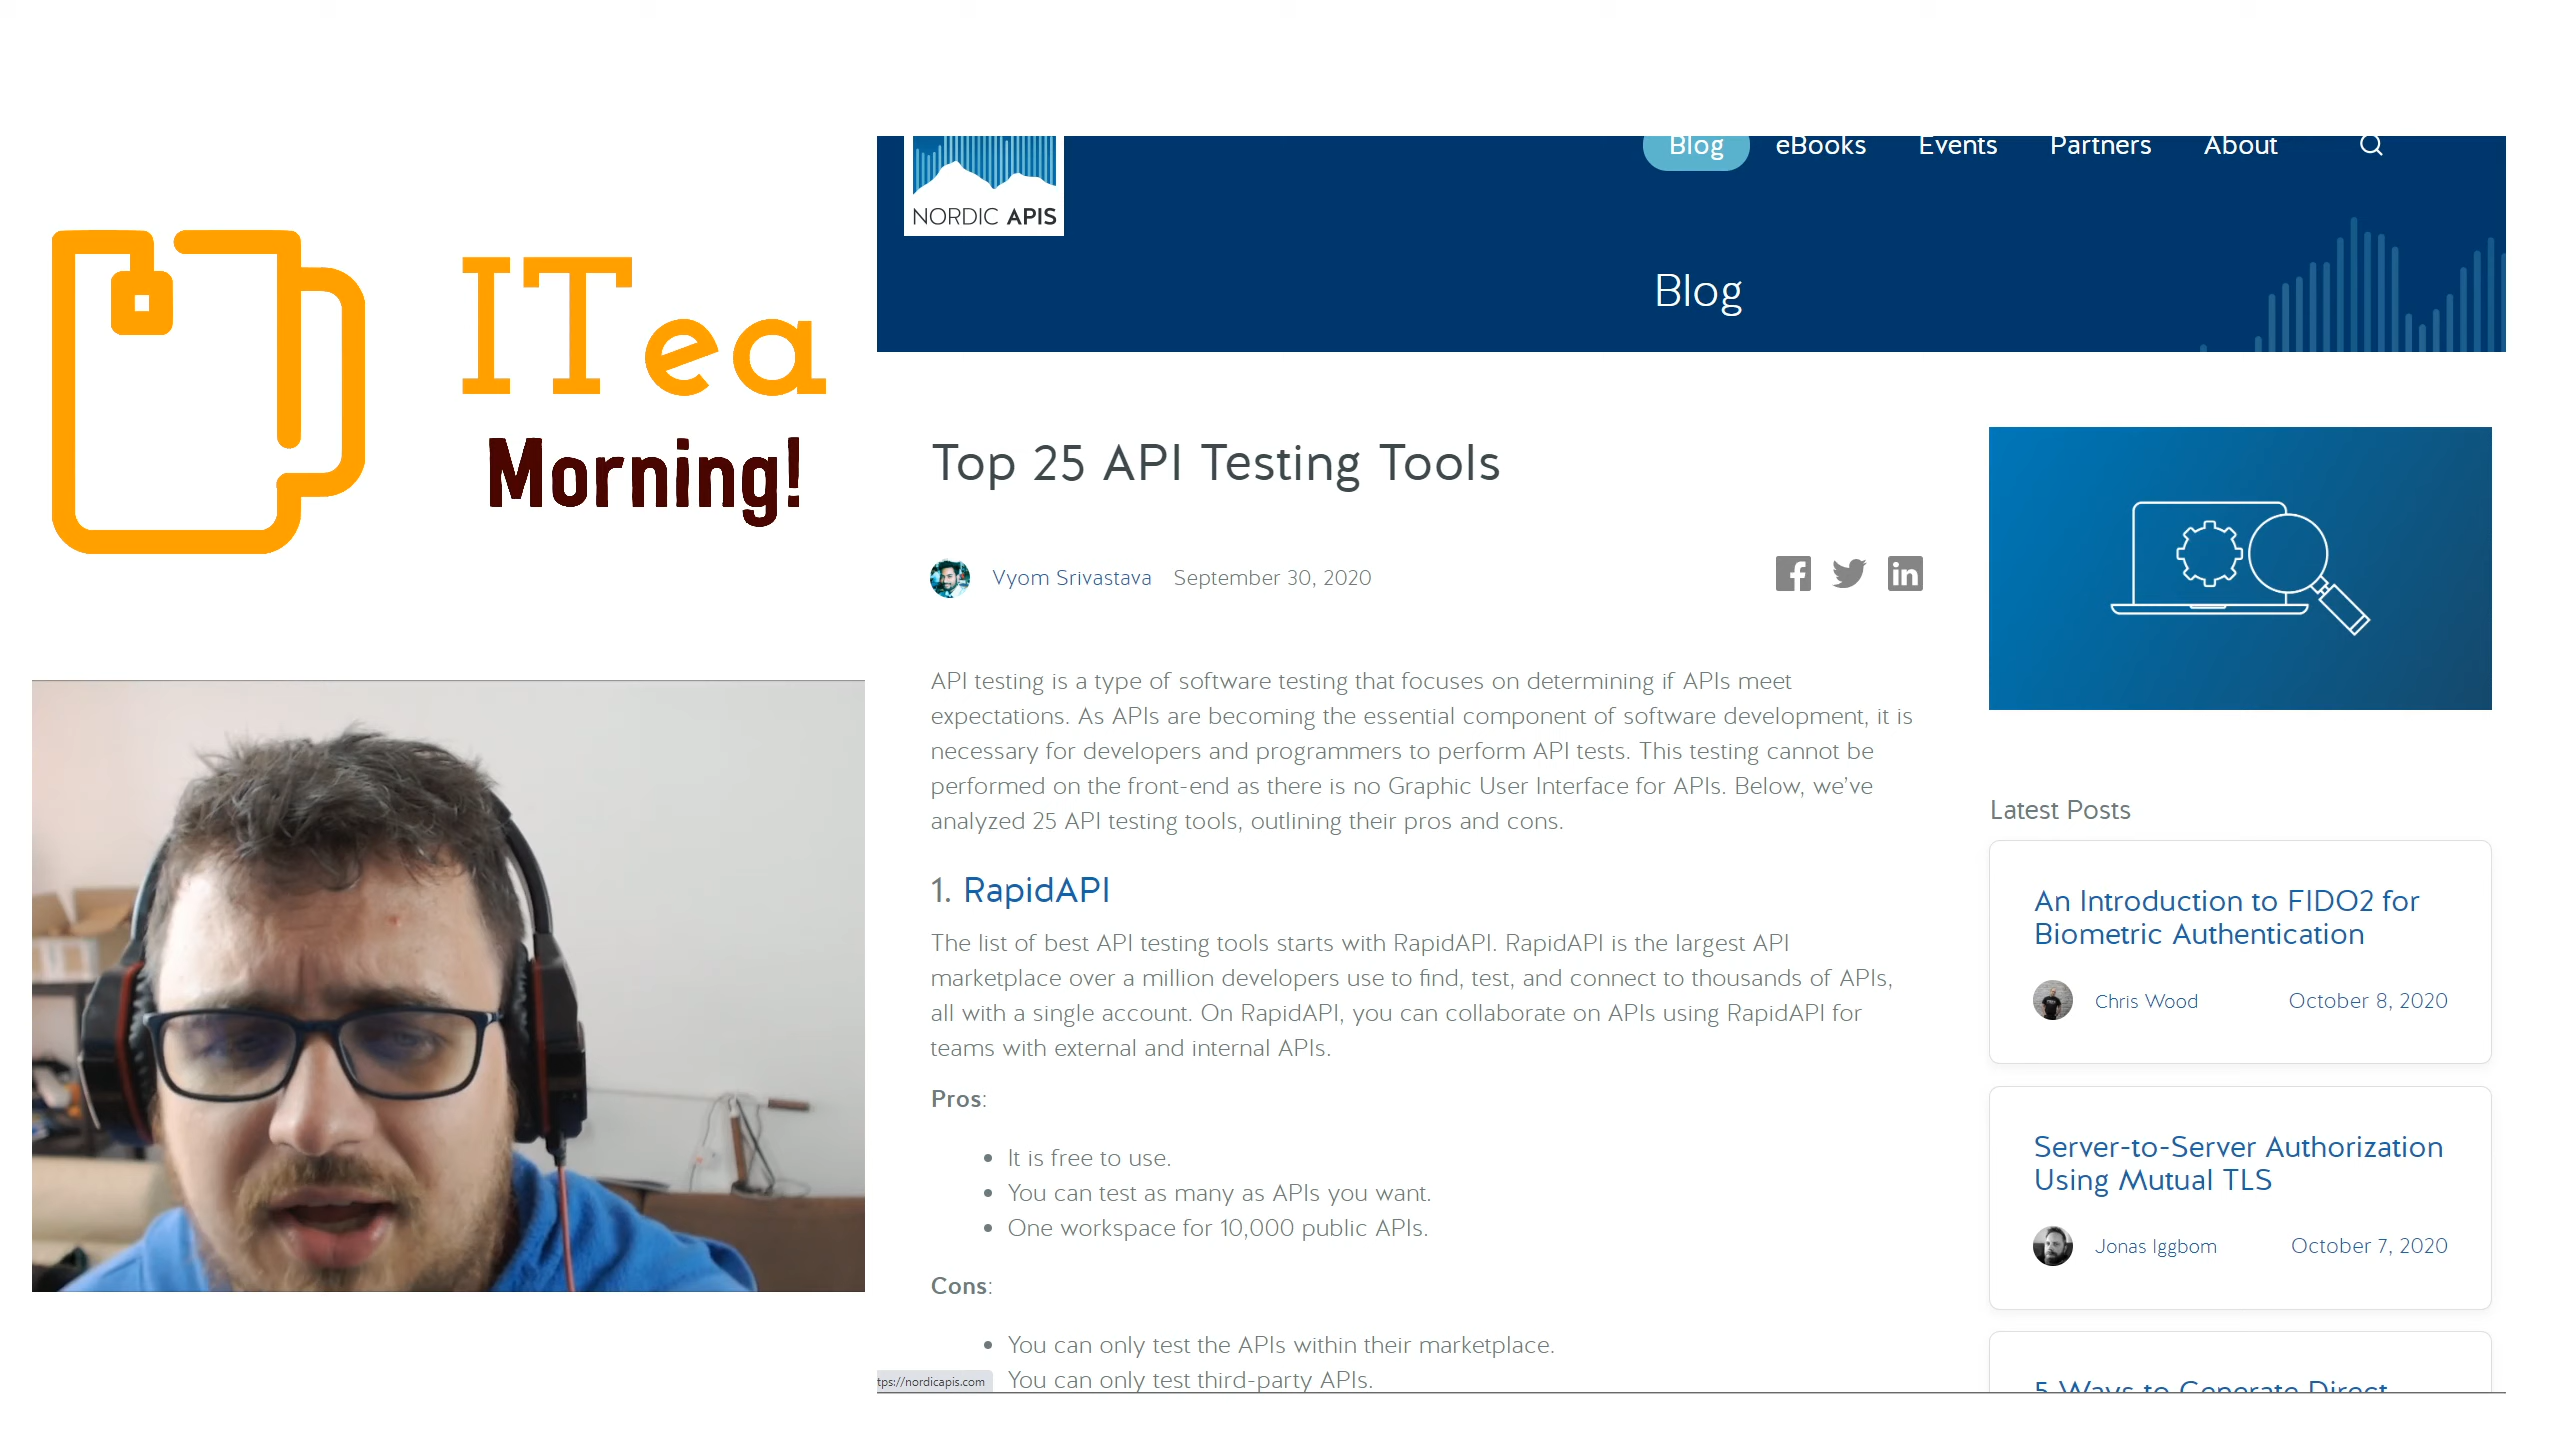 ITea
Morning!
NORDIC APIS
Blog
eBooks
Events
Partners
About
Blog
Top 25 API Testing Tools
Vyom Srivastava
September 30, 2020
API testing is a type of software testing that focuses on determining if APIs meet
expectations. As APIs are becoming the essential component of software development, it is
necessary for developers and programmers to perform API tests. This testing cannot be
performed on the front-end as there is no Graphic User Interface for APIs. Below, we’ve
analyzed 25 API testing tools, outlining their pros and cons.
1. RapidAPI
The list of best API testing tools starts with RapidAPI. RapidAPI is the largest API
marketplace over a million developers use to find, test, and connect to thousands of APIs,
all with a single account. On RapidAPI, you can collaborate on APIs using RapidAPI for
teams with external and internal APIs.
Pros:
It is free to use.
You can test as many as APIs you want.
One workspace for 10,000 public APIs.
Cons:
You can only test the APIs within their marketplace.
You can only test third-party APIs.
tps://nordicapis.com
Latest Posts
An Introduction to FIDO2 for
Biometric Authentication
Chris Wood
October 8, 2020
Server-to-Server Authorization
Using Mutual TLS
Jonas Iggbom
October 7, 2020
5 Ways to Generate Direct